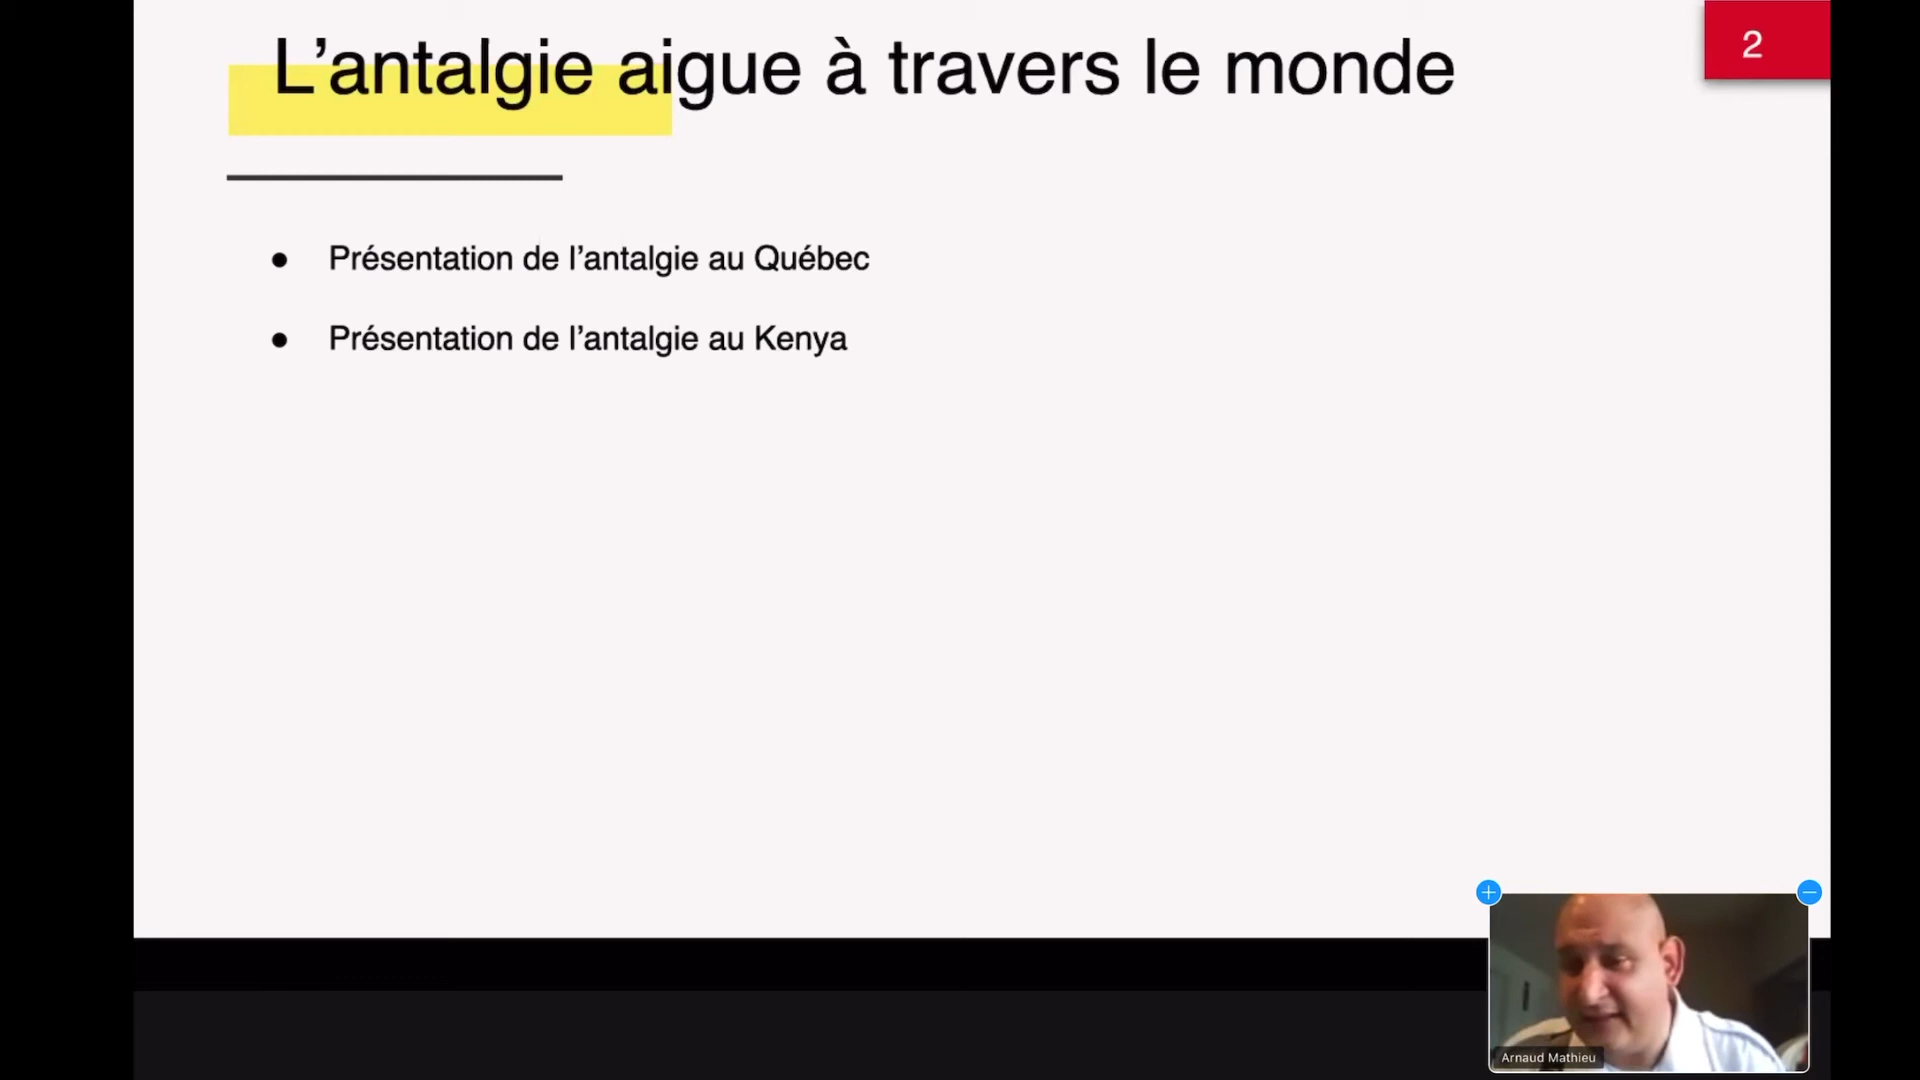 L’antalgie aigue à travers le monde
2
● Présentation de l’antalgie au Québec
● Présentation de l’antalgie au Kenya
Arnaud Mathieu